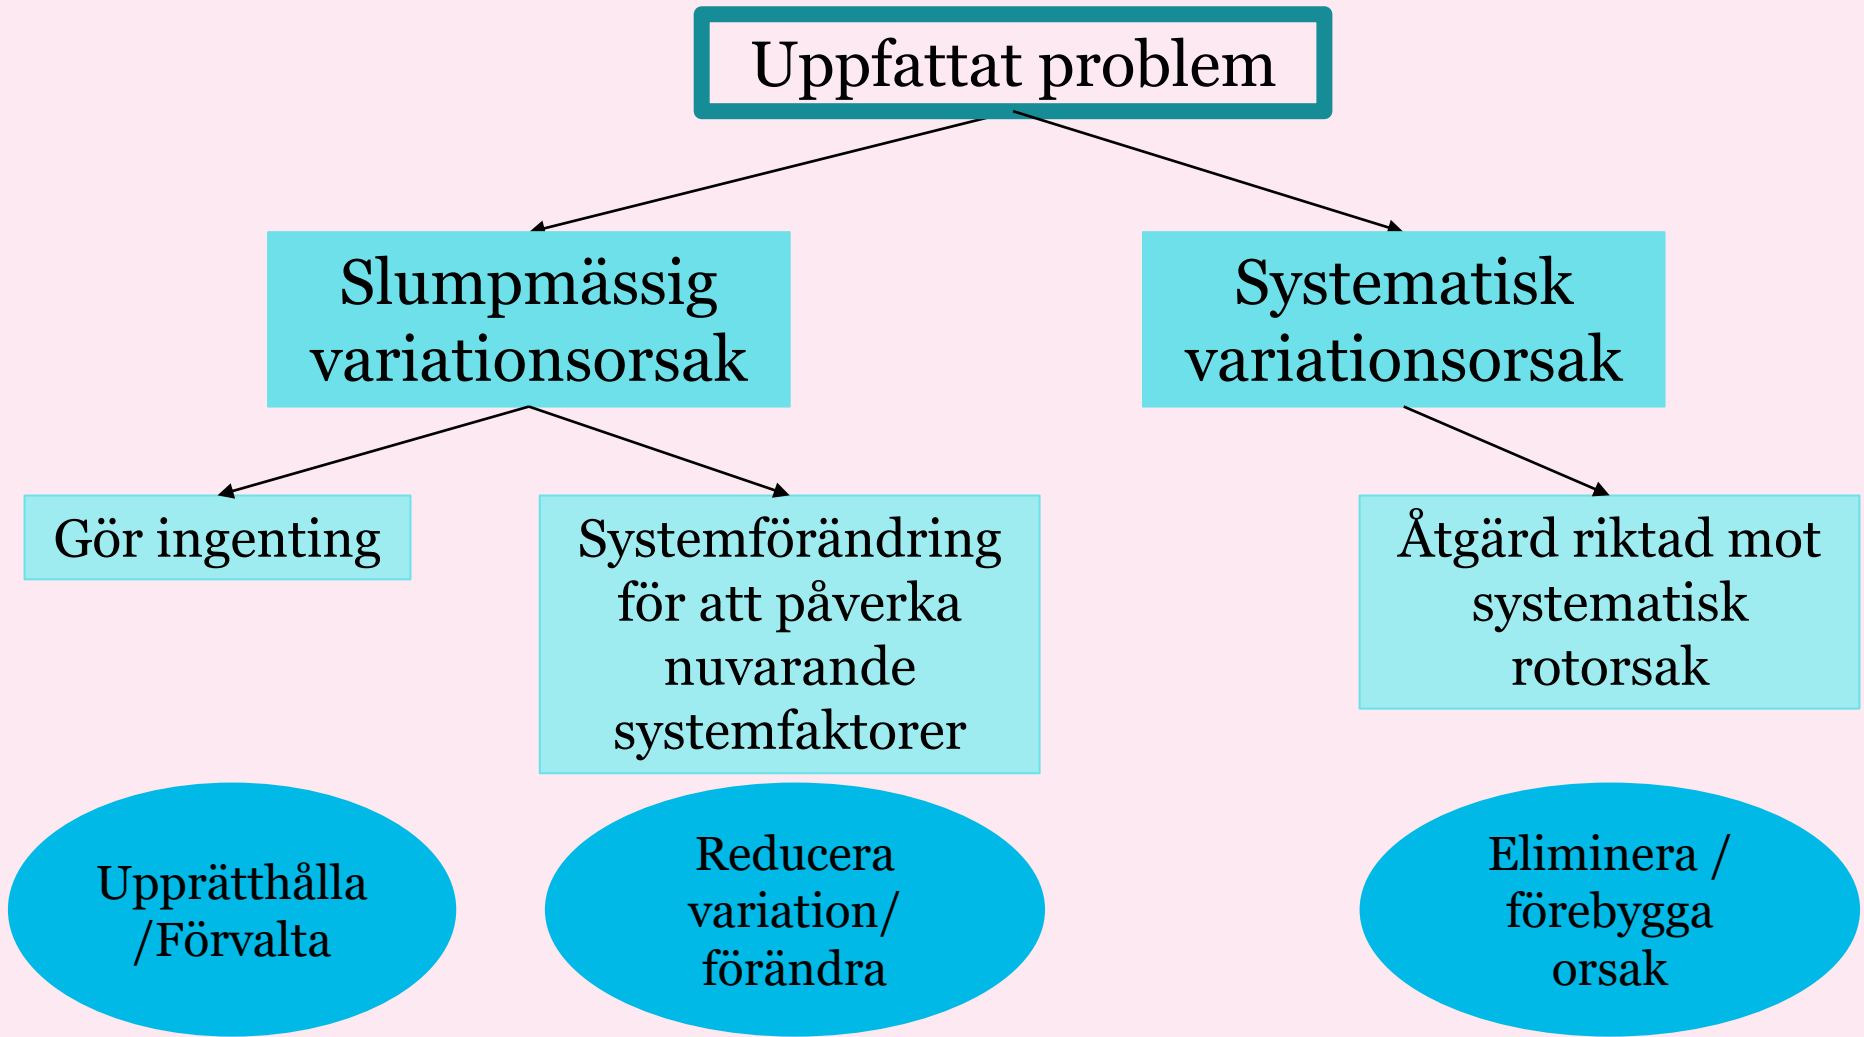 Uppfattat problem
Slumpmässig
variationsorsak
Systematisk
variationsorsak
Gör ingenting
Systemförändring
för att påverka
nuvarande
systemfaktorer
Åtgärd riktad mot
systematisk
rotorsak
Upprätthålla
/Förvalta
Reducera
variation/
förändra
Eliminera /
förebygga
orsak